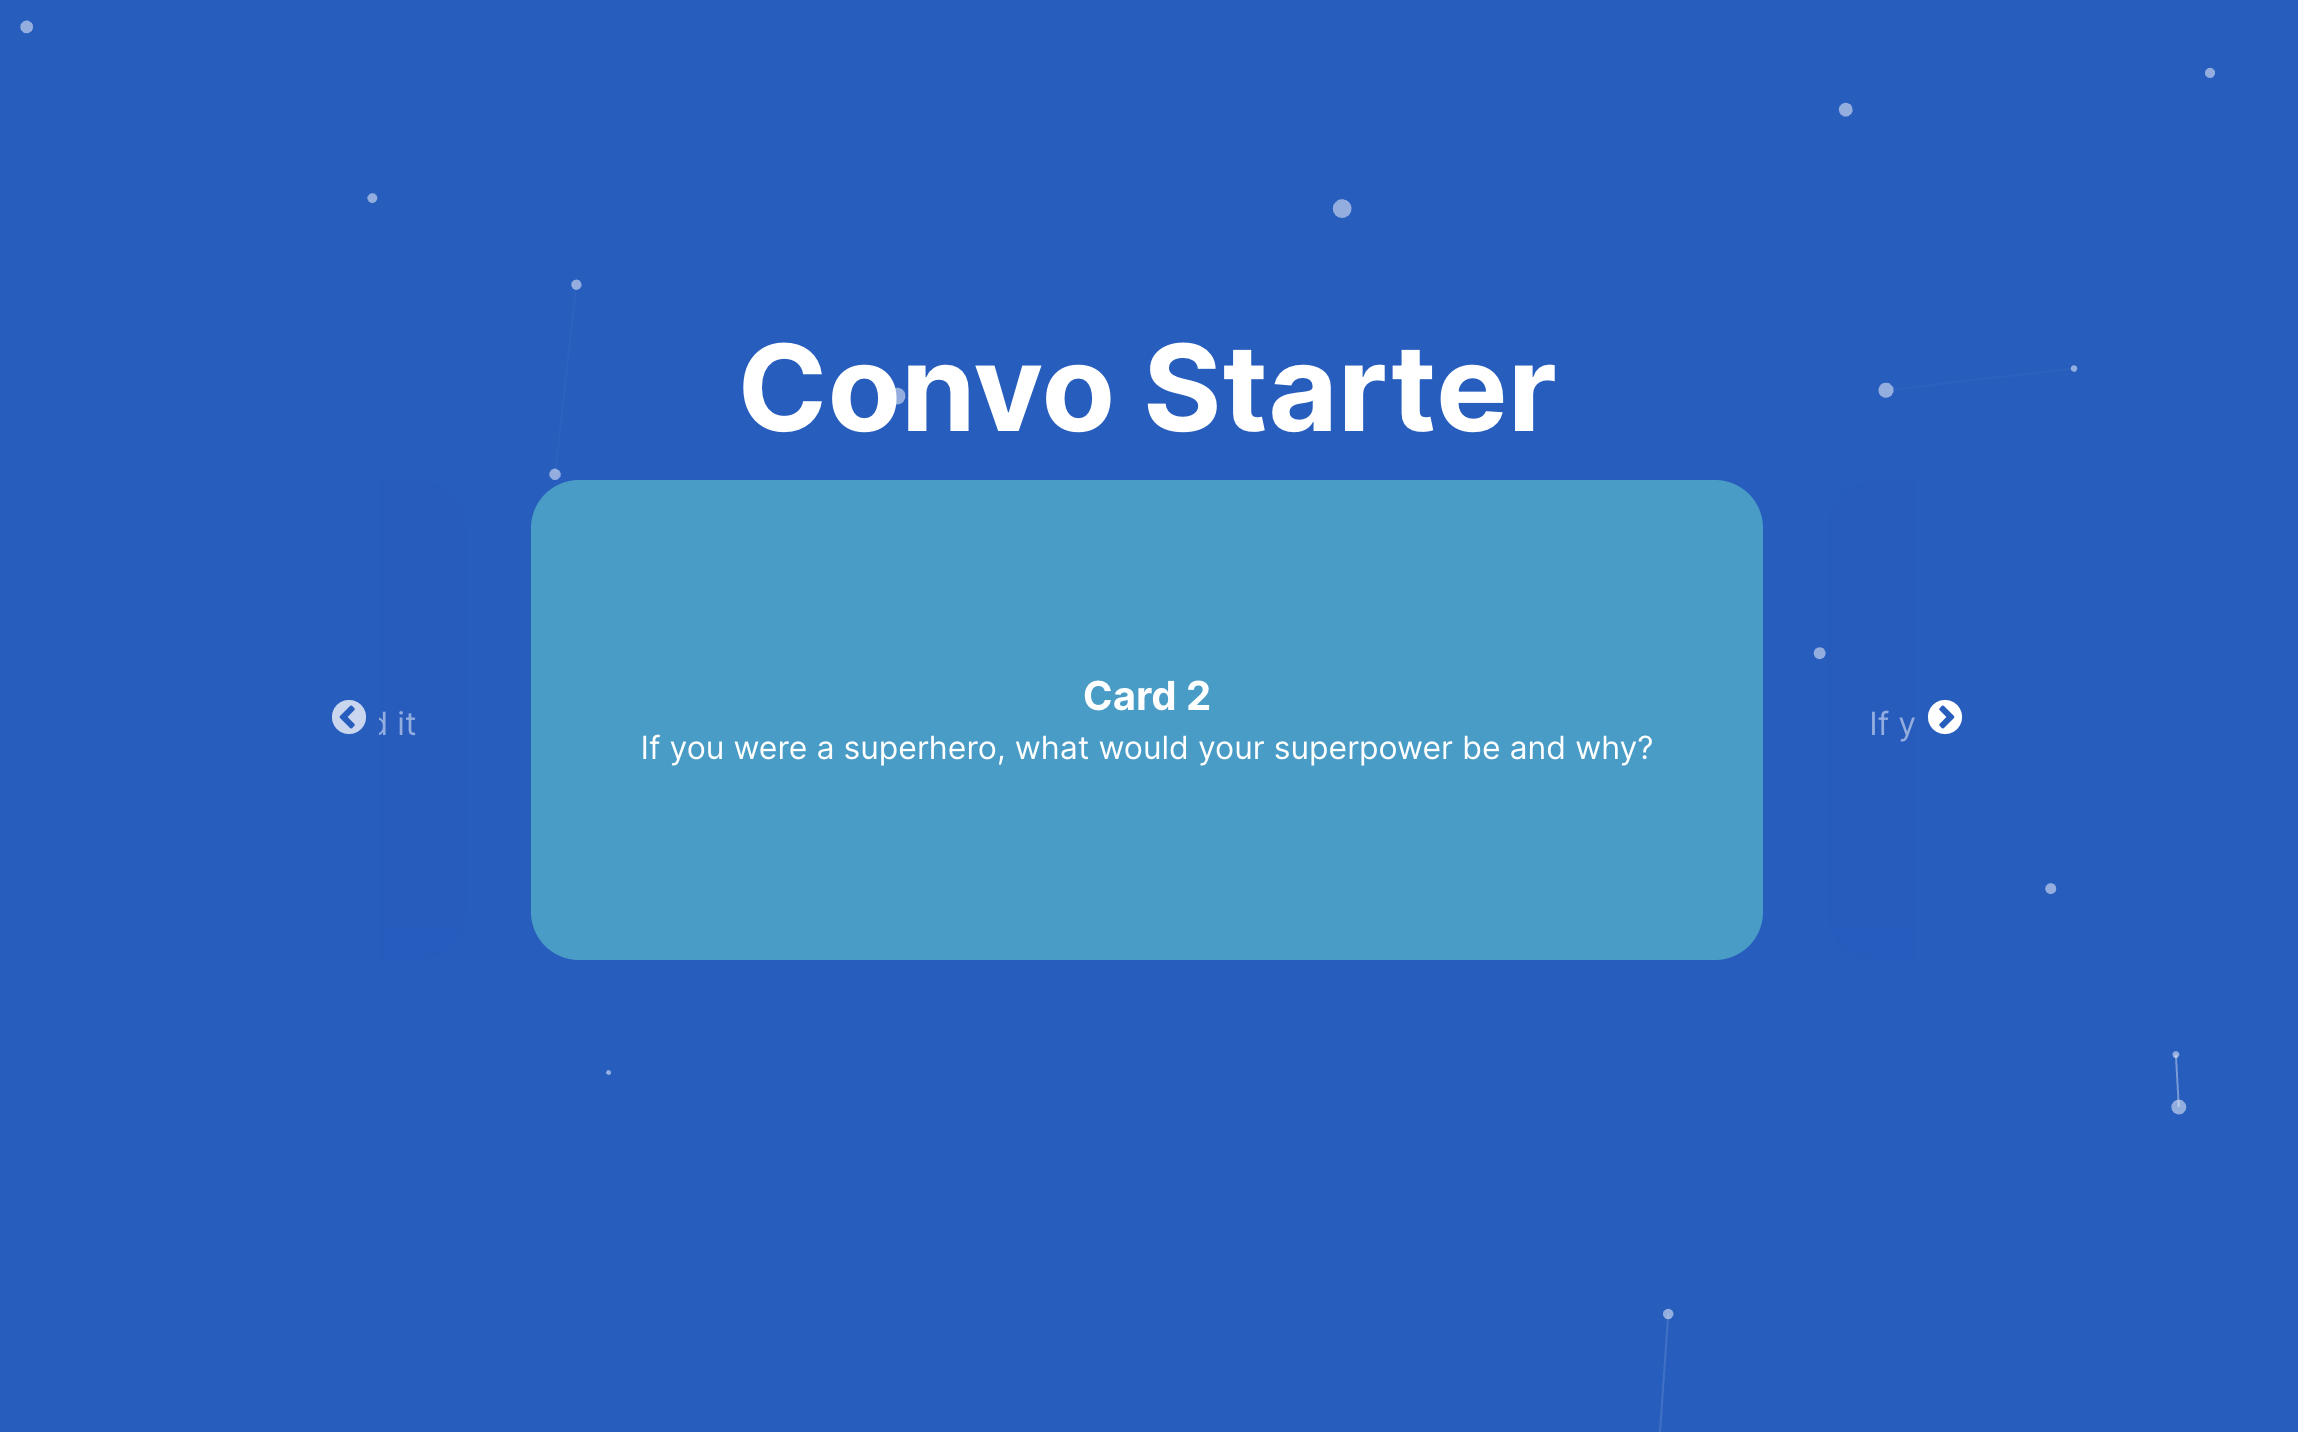 Convo Starter
Card 2
it
If you were a superhero, what would your superpower be and why?
If y